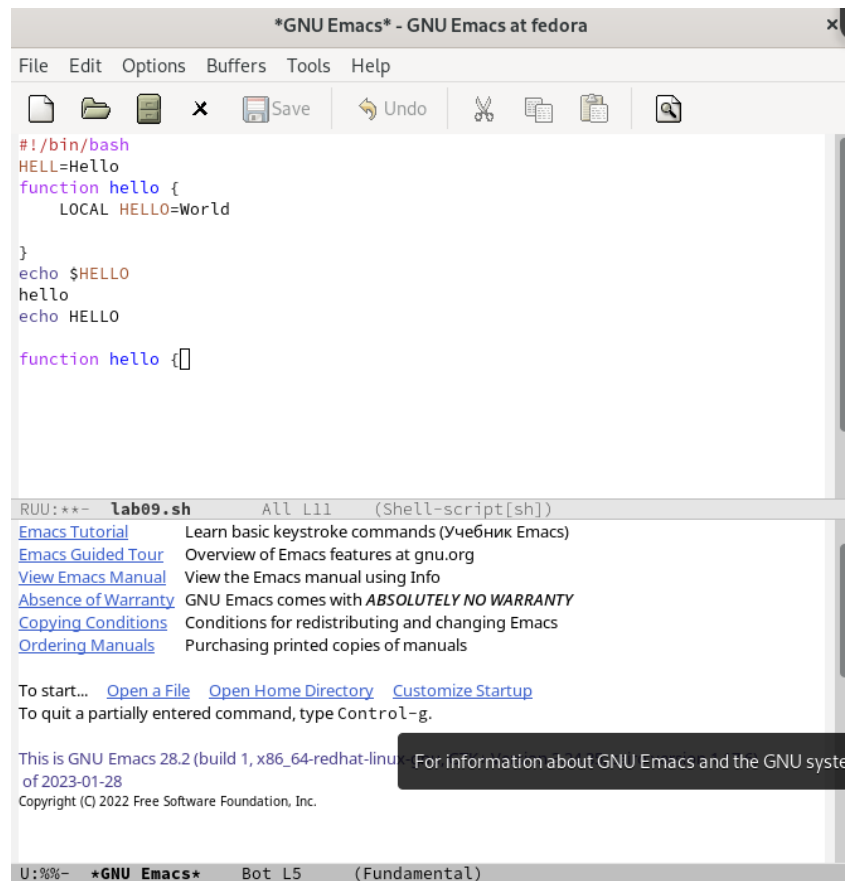 *GNU Emacs* - GNU Emacs at fedora
File Edit Options Buffers Tools Help
Save Undo
#!/bin/bash
HELL=Hello
function hello {
    LOCAL HELLO=World
}
echo $HELLO
hello
echo HELLO
function hello {
RUU:**- lab09.sh All L11 (Shell-script[sh])
Emacs Tutorial Learn basic keystroke commands (Учебник Emacs)
Emacs Guided Tour Overview of Emacs features at gnu.org
View Emacs Manual View the Emacs manual using Info
Absence of Warranty GNU Emacs comes with ABSOLUTELY NO WARRANTY
Copying Conditions Conditions for redistributing and changing Emacs
Ordering Manuals Purchasing printed copies of manuals
To start... Open a File Open Home Directory Customize Startup
To quit a partially entered command, type Control-g.
This is GNU Emacs 28.2 (build 1, x86_64-redhat-linux
For information about GNU Emacs and the GNU syste
of 2023-01-28
Copyright (C) 2022 Free Software Foundation, Inc.
U:%%- *GNU Emacs* Bot L5 (Fundamental)